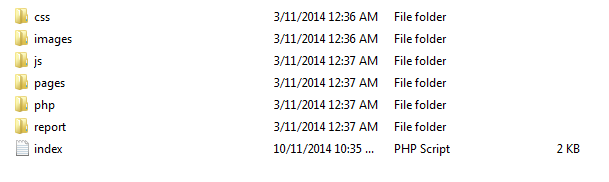 css 3/11/2014 12:36 AM File folder
images 3/11/2014 12:36 AM File folder
js 3/11/2014 12:37 AM File folder
pages 3/11/2014 12:37 AM File folder
php 3/11/2014 12:37 AM File folder
report 3/11/2014 12:37 AM File folder
index 10/11/2014 10:35 ... PHP Script 2 KB